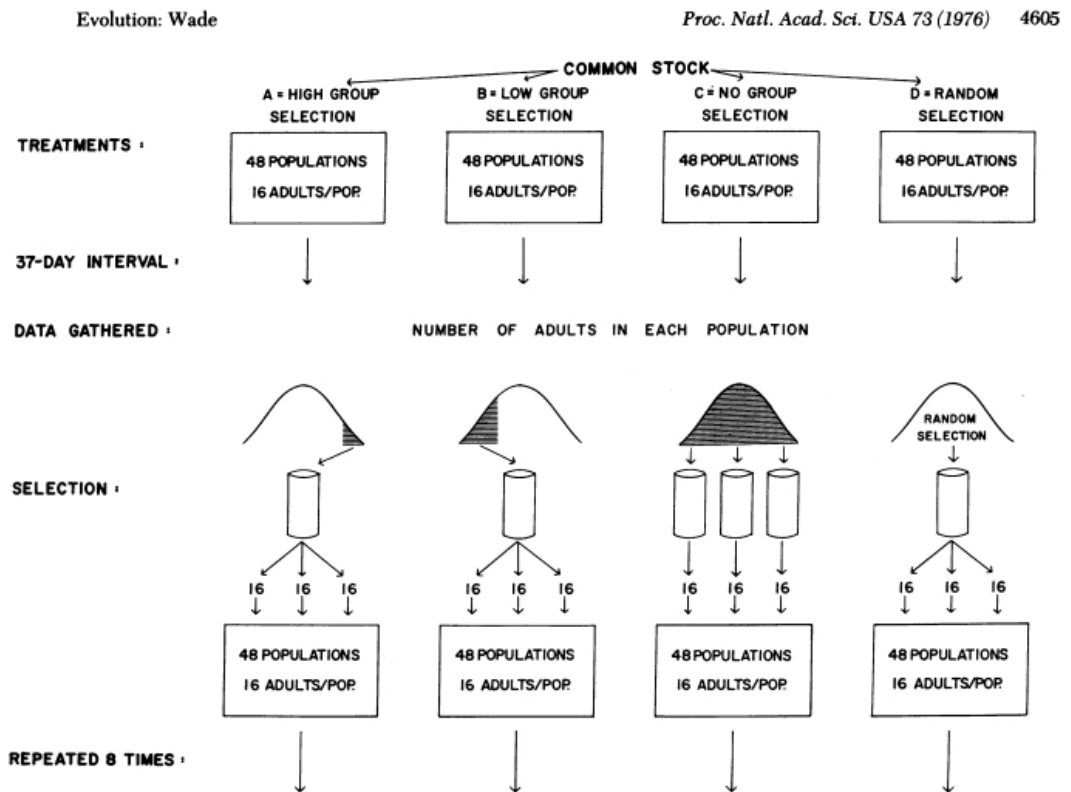 Evolution: Wade
Proc. Natl. Acad. Sci. USA 73 (1976) 4605
COMMON STOCK
A = HIGH GROUP SELECTION
B = LOW GROUP SELECTION
C = NO GROUP SELECTION
D = RANDOM SELECTION
TREATMENTS :
48 POPULATIONS
16 ADULTS/POP.
48 POPULATIONS
16 ADULTS/POP.
48 POPULATIONS
16 ADULTS/POP.
48 POPULATIONS
16 ADULTS/POP.
37-DAY INTERVAL :
DATA GATHERED :
NUMBER OF ADULTS IN EACH POPULATION
RANDOM
SELECTION
SELECTION :
16 16 16
16 16 16
16 16 16
16 16 16
48 POPULATIONS
16 ADULTS/POP.
48 POPULATIONS
16 ADULTS/POP.
48 POPULATIONS
16 ADULTS/POP.
48 POPULATIONS
16 ADULTS/POP.
REPEATED 8 TIMES :